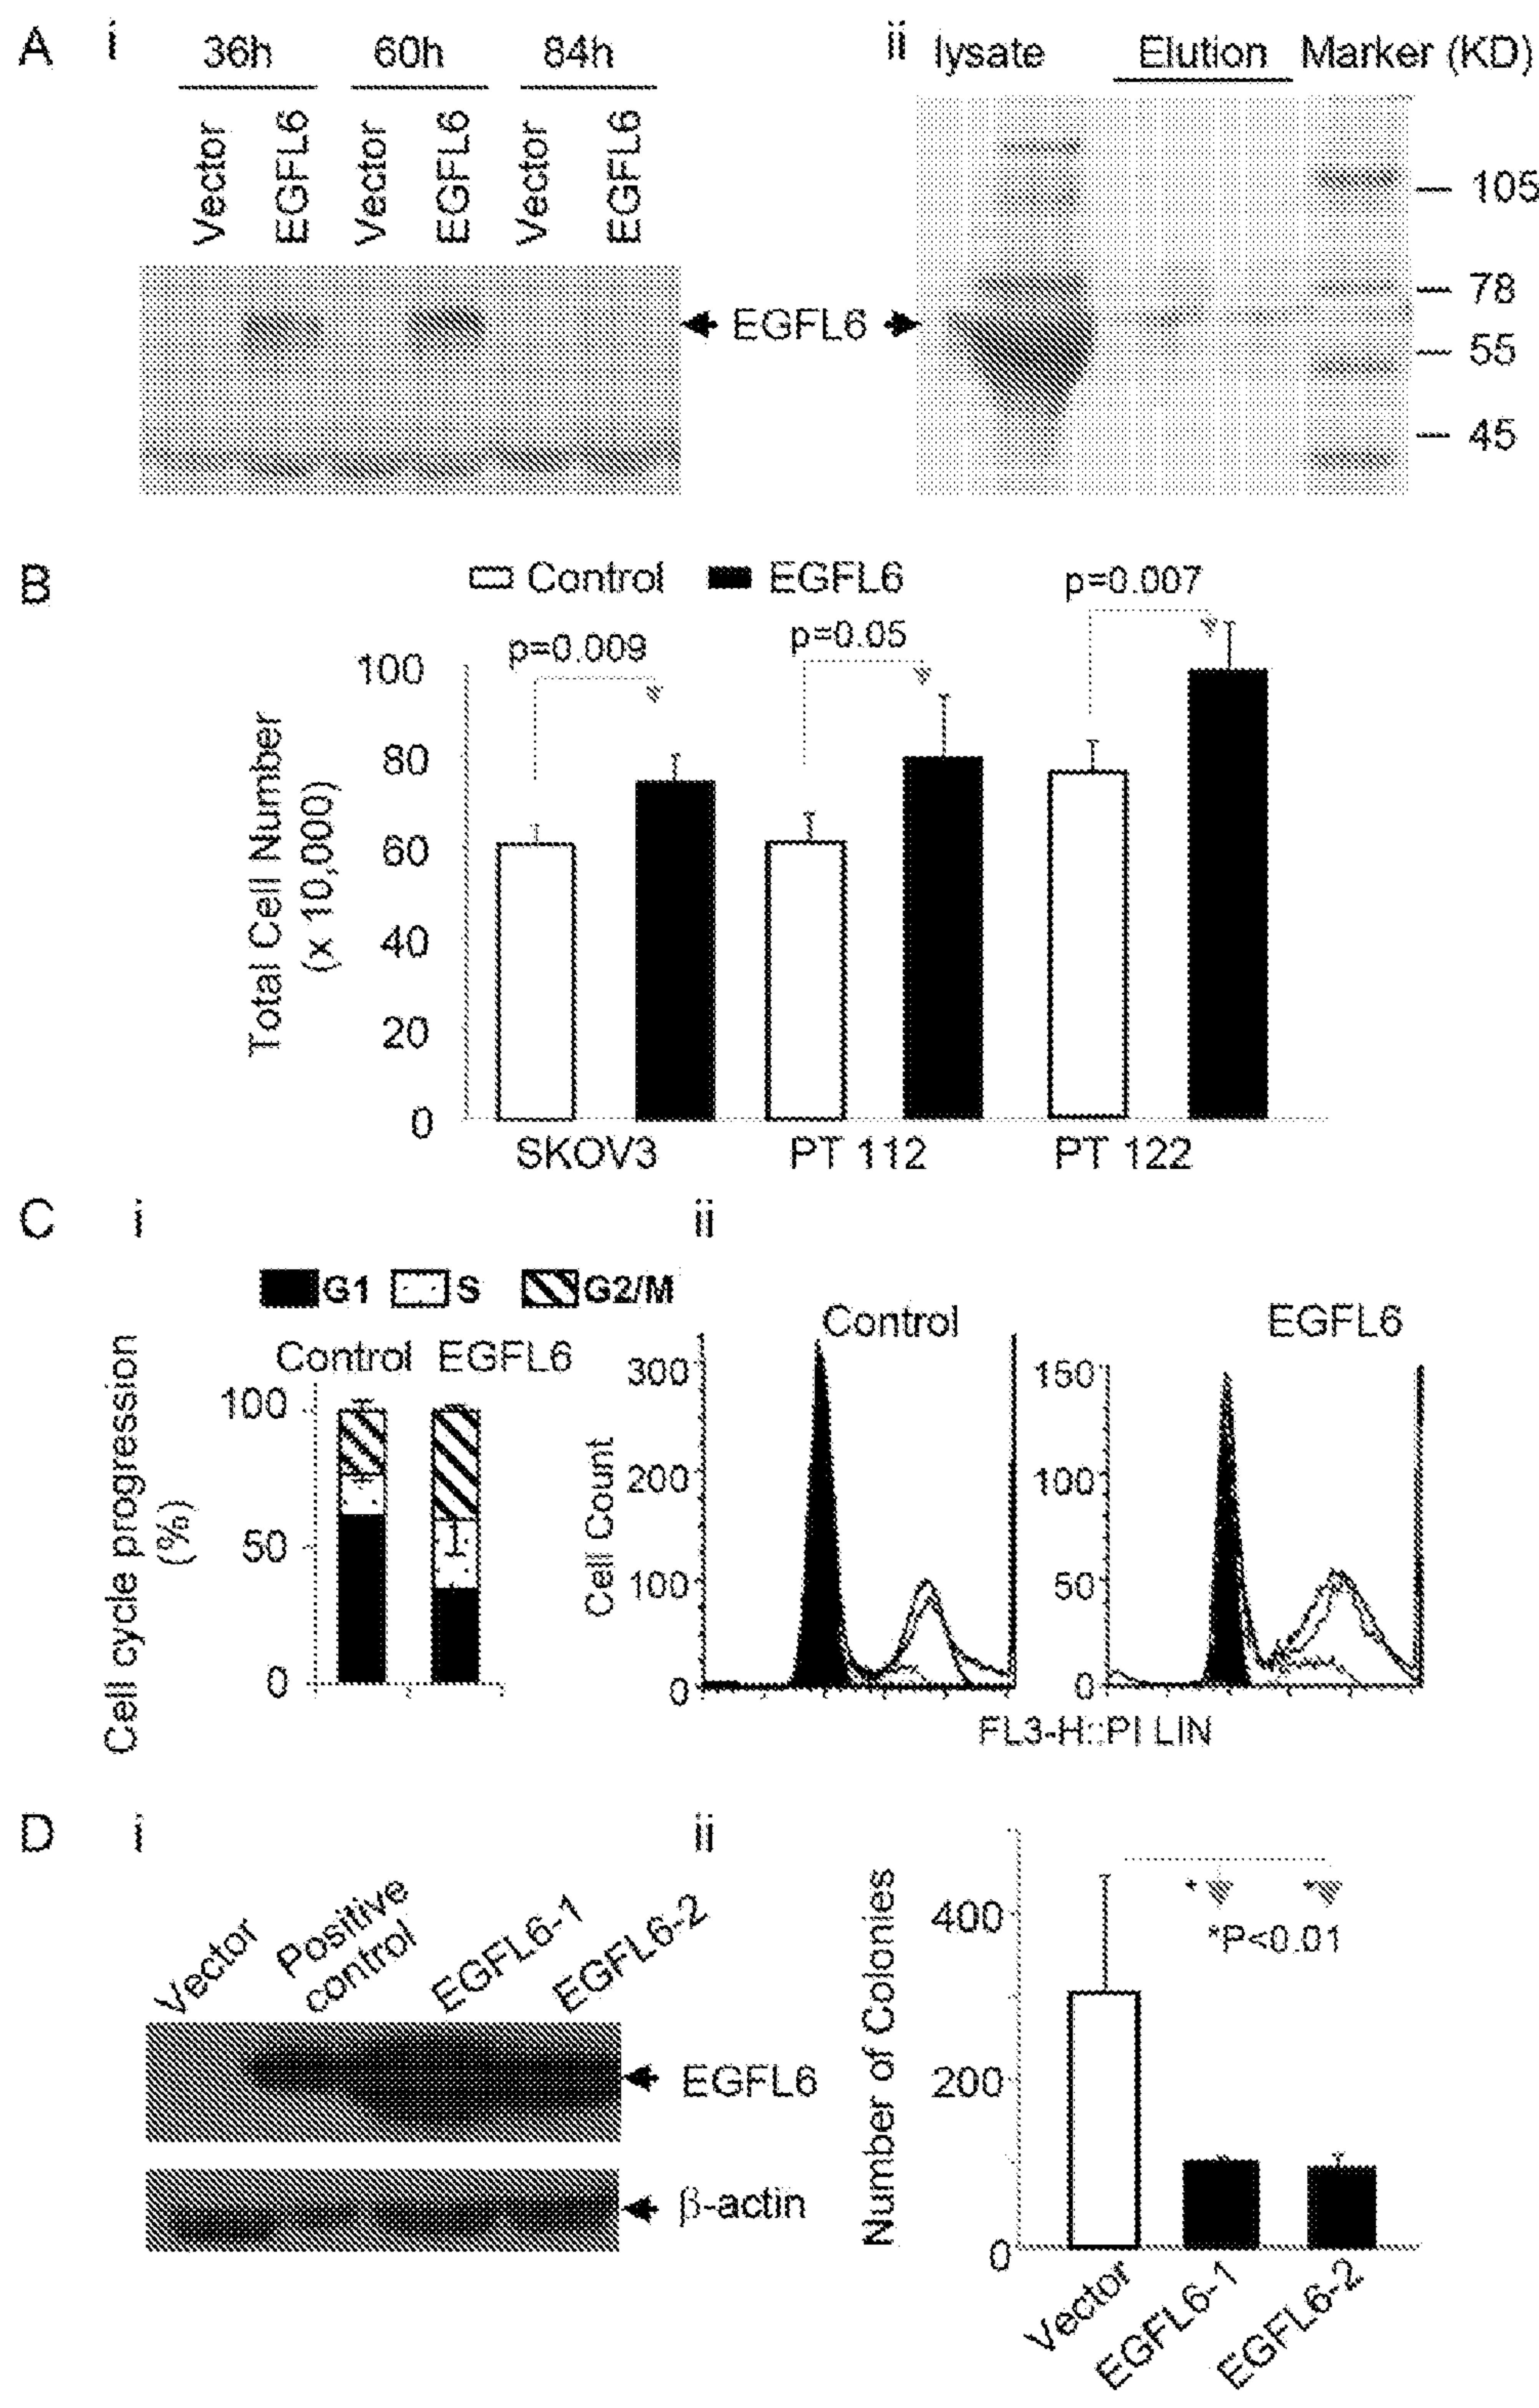 A i 36h 60h 84h ii lysate Elution Marker (KD)
Vector EGFL6 Vector EGFL6 Vector EGFL6
105
78
EGFL6
55
45
B Control EGFL6
p=0.009 p=0.05 p=0.007
Total Cell Number
(x 10,000)
100
80
60
40
20
0
SKOV3 PT 112 PT 122
C i ii
G1 S G2/M
Control EGFL6
Cell cycle progression
(%)
100
50
0
Control EGFL6
Cell Count
300
200
100
0
150
100
50
0
FL3-H::PI LIN
D i ii
Vector
Positive
control
EGFL6-1
EGFL6-2
EGFL6
β-actin
Number of Colonies
400
200
0
* *
*P<0.01
Vector
EGFL6-1
EGFL6-2